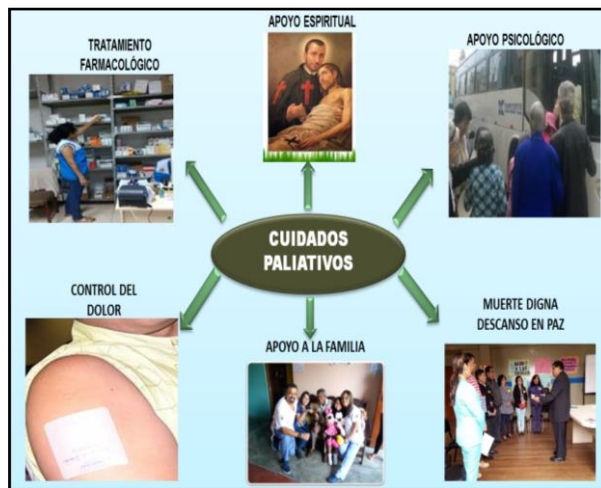 APOYO ESPIRITUAL
TRATAMIENTO
FARMACOLÓGICO
APOYO PSICOLÓGICO
CUIDADOS
PALIATIVOS
CONTROL DEL
DOLOR
APOYO A LA FAMILIA
MUERTE DIGNA
DESCANSO EN PAZ